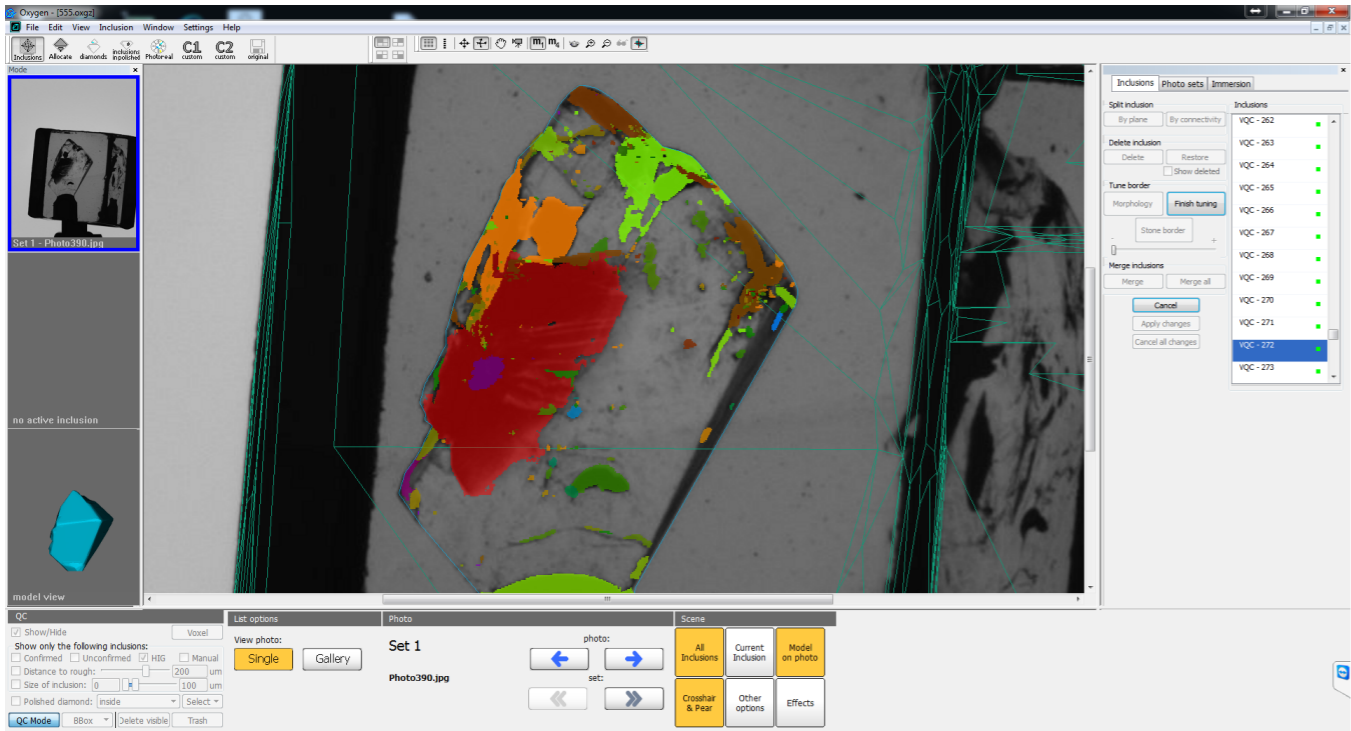 Oxygen - [555.oxgz]
File Edit View Inclusion Window Settings Help
Inclusions Allocate diamonds inclusions inpolished Photoreal C1 custom C2 custom original
Mode
Set 1 - Photo390.jpg
no active inclusion
model view
Inclusions Photo sets Immersion
Split inclusion
By plane By connectivity
Delete inclusion
Delete Restore
Show deleted
Tune border
Morphology Finish tuning
Stone border
- +
Merge inclusions
Merge Merge all
Cancel
Apply changes
Cancel all changes
Inclusions
VQC - 262
VQC - 263
VQC - 264
VQC - 265
VQC - 266
VQC - 267
VQC - 268
VQC - 269
VQC - 270
VQC - 271
VQC - 272
VQC - 273
QC
Show/Hide Voxel
Show only the following inclusions:
Confirmed Unconfirmed HIG Manual
Distance to rough: 200 um
Size of inclusion: 0 100 um
Polished diamond: inside Select
QC Mode BBox Delete visible Trash
List options
View photo:
Single Gallery
Photo
Set 1
Photo390.jpg
photo:
set:
Scene
All Inclusions
Current Inclusion
Model on photo
Crosshair & Pear
Other options
Effects